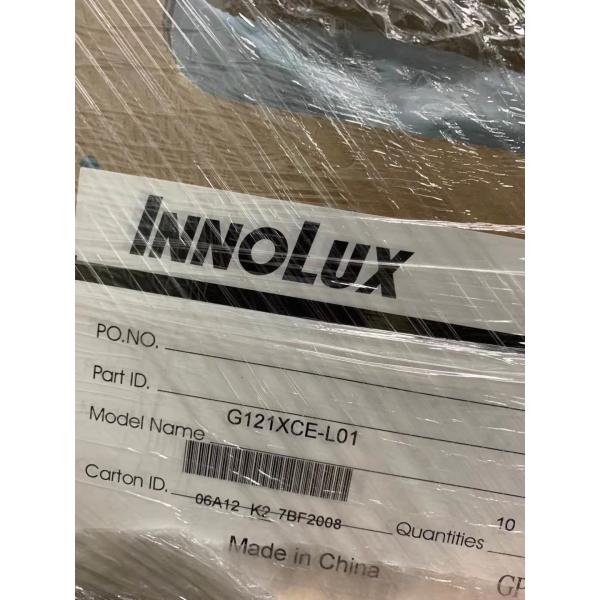 INNOLUX
PO.NO.
Part ID.
Model Name G121XCE-L01
Carton ID. 06A12 K2 7BF2008 Quantities 10
Made in China
GP